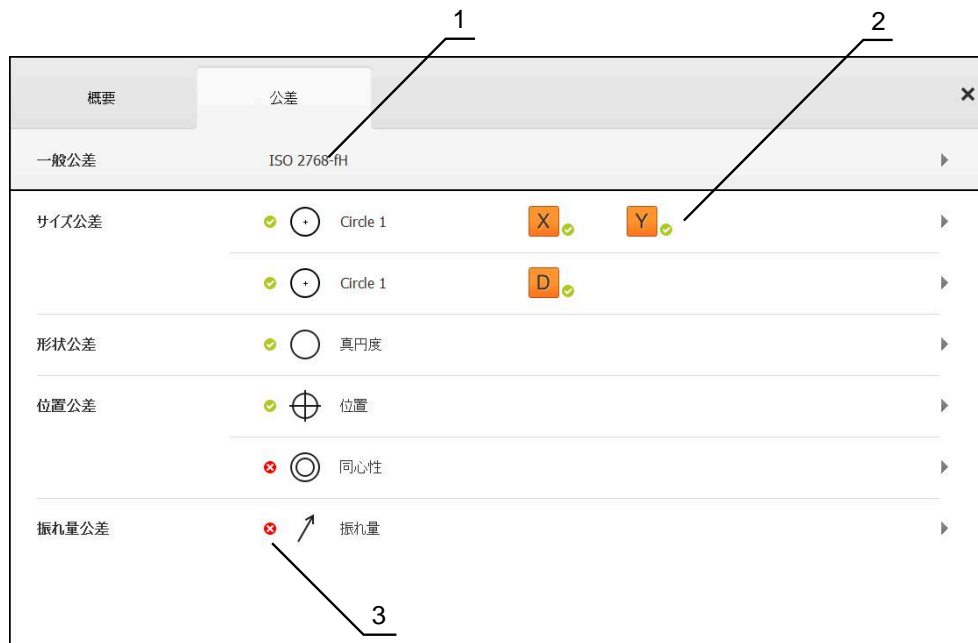 1
2
概要 公差
一般公差 ISO 2768-fH
サイズ公差 Circle 1 X Y
Circle 1 D
形状公差 真円度
位置公差 位置
同心性
振れ量公差 振れ量
3